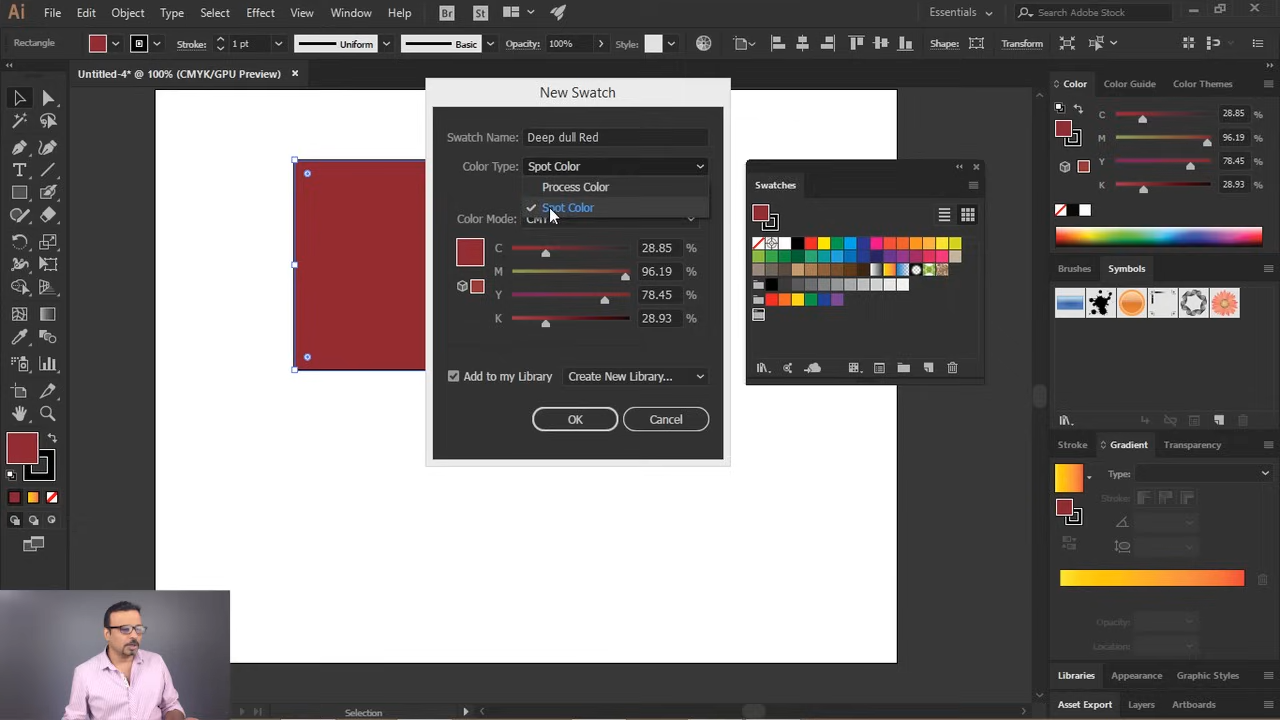 Ai File Edit Object Type Select Effect View Window Help Br St Essentials Search Adobe Stock
Rectangle Stroke: 1 pt Uniform Basic Opacity: 100% Style: Shape: Transform
Untitled-4* @ 100% (CMYK/GPU Preview) ×
New Swatch
Swatch Name: Deep dull Red
Color Type: Spot Color
Process Color
Spot Color
Color Mode: CMY
C 28.85 %
M 96.19 %
Y 78.45 %
K 28.93 %
Add to my Library Create New Library...
OK Cancel
Swatches
Color Color Guide Color Themes
C 28.85 %
M 96.19 %
Y 78.45 %
K 28.93 %
Brushes Symbols
Stroke Gradient Transparency
Type:
Stroke:
Opacity:
Location:
Libraries Appearance Graphic Styles
Asset Export Layers Artboards
Selection